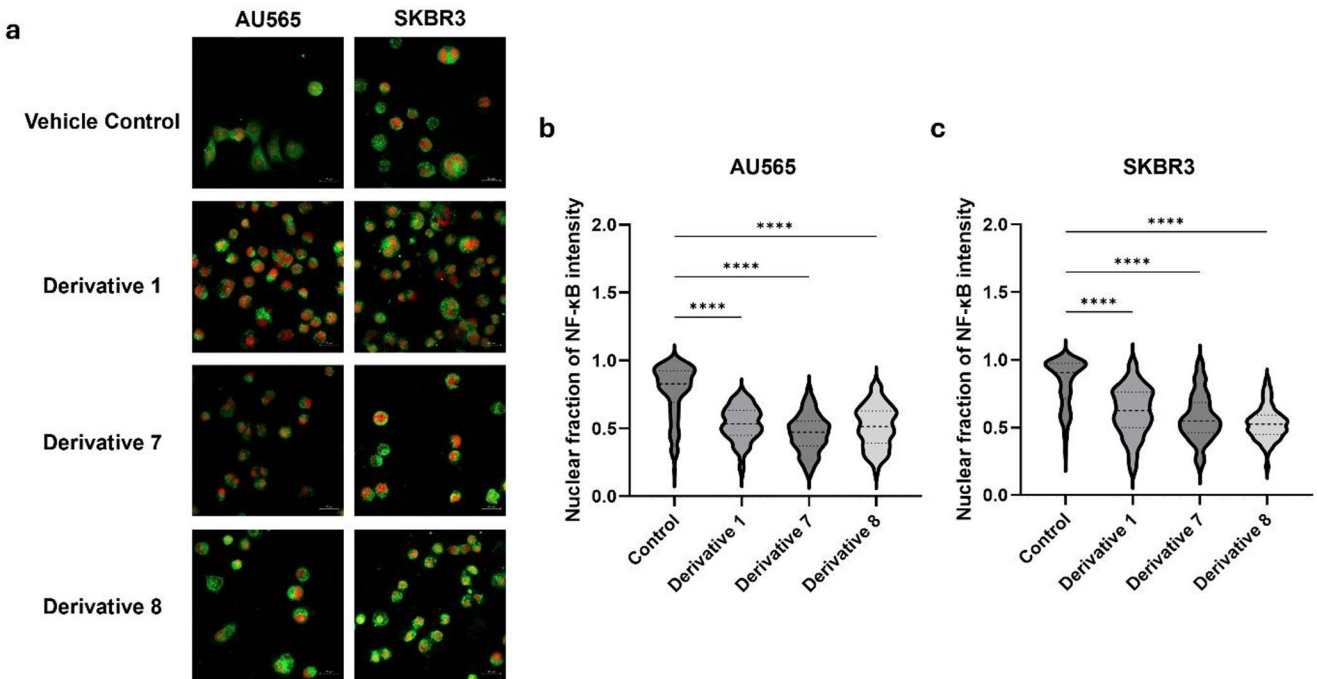 a
AU565
SKBR3
Vehicle Control
Derivative 1
Derivative 7
Derivative 8
b
AU565
Nuclear fraction of NF-κB intensity
2.0
1.5
1.0
0.5
0.0
****
****
****
Control
Derivative 1
Derivative 7
Derivative 8
c
SKBR3
Nuclear fraction of NF-κB intensity
2.0
1.5
1.0
0.5
0.0
****
****
****
Control
Derivative 1
Derivative 7
Derivative 8